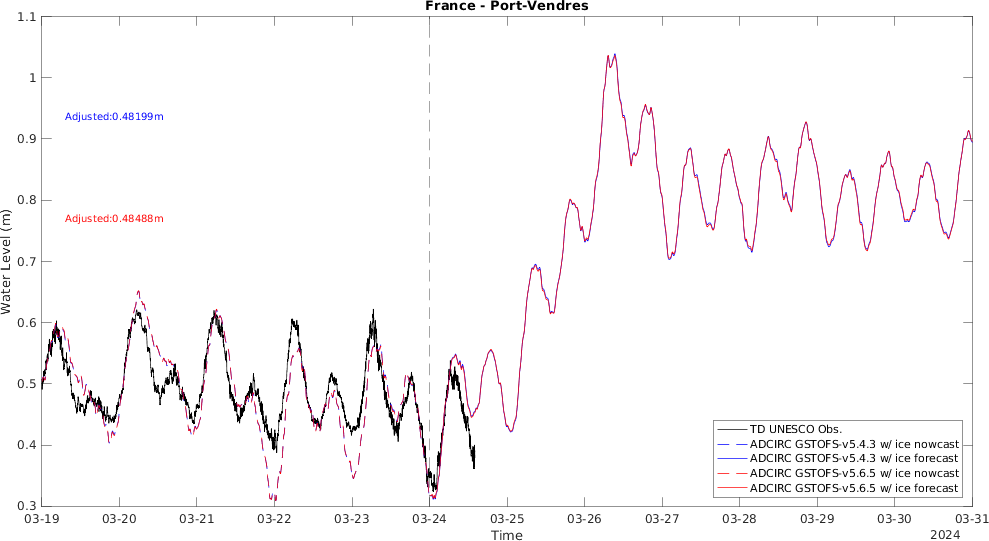 France - Port-Vendres
1.1
1
0.9
0.8
0.7
0.6
0.5
0.4
0.3
Water Level (m)
Adjusted:0.48199m
Adjusted:0.48488m
TD UNESCO Obs.
ADCIRC GSTOFS-v5.4.3 w/ ice nowcast
ADCIRC GSTOFS-v5.4.3 w/ ice forecast
ADCIRC GSTOFS-v5.6.5 w/ ice nowcast
ADCIRC GSTOFS-v5.6.5 w/ ice forecast
03-19 03-20 03-21 03-22 03-23 03-24 03-25 03-26 03-27 03-28 03-29 03-30 03-31
Time
2024